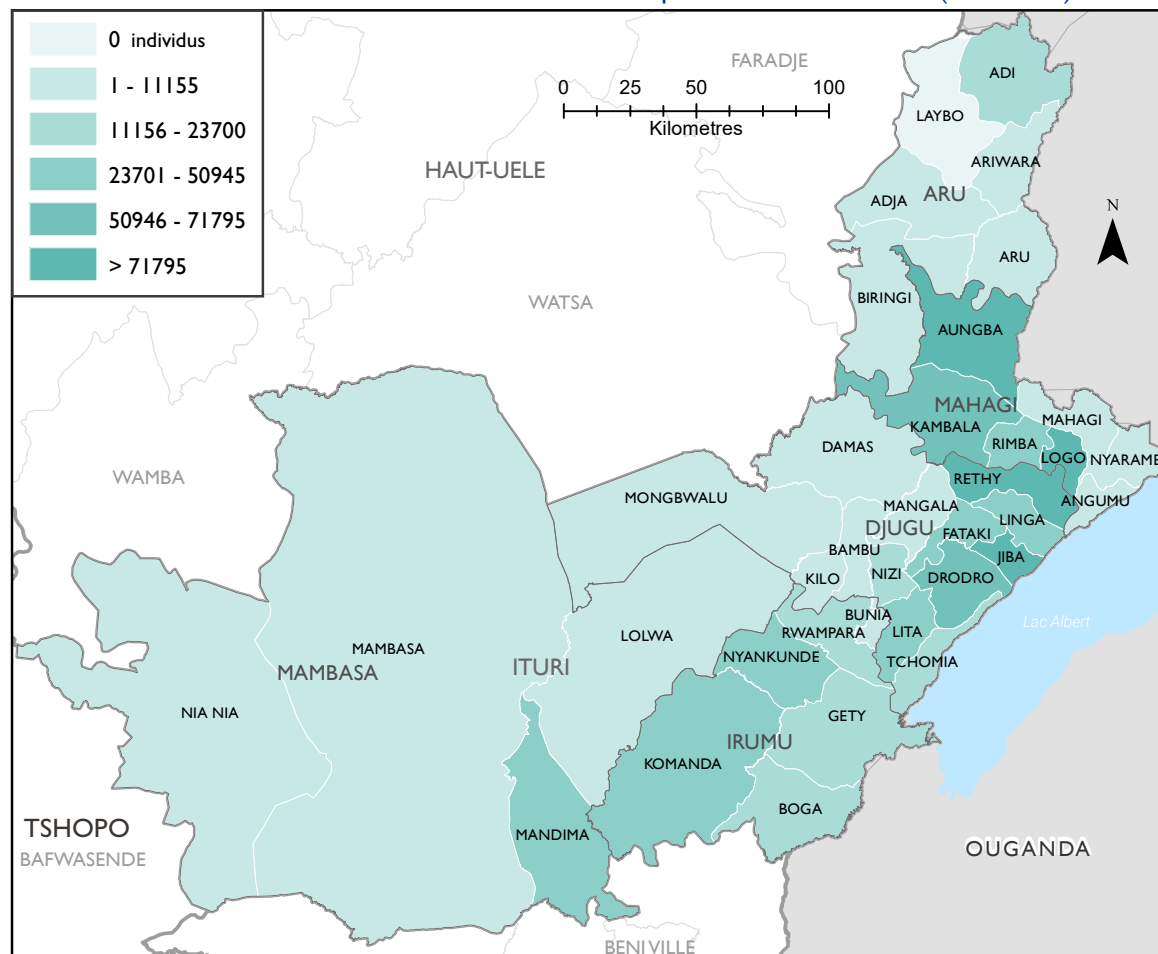 0 individus
1 - 11155
11156 - 23700
23701 - 50945
50946 - 71795
> 71795
0 25 50 100
Kilometres
FARADJE
ADI
LAYBO
ARIWARA
HAUT-UELE
ARU
ADJA
N
ARU
BIRINGI
WATSA
AUNGBA
MAHAGI
MAHAGI
KAMBALA
RIMBA
DAMAS
LOGO
NYARAMB
WAMBA
RETHY
MONGBWALU
MANGALA
ANGUMU
LINGA
DJUGU
FATAKI
BAMBU
JIBA
KILO
NIZI
DRODRO
BUNIA
Lac Albert
LOLWA
RWAMPARA
LITA
MAMBASA
NYANKUNDE
TCHOMIA
ITURI
MAMBASA
NIA NIA
GETY
IRUMU
KOMANDA
BOGA
TSHOPO
MANDIMA
OUGANDA
BAFWASENDE
BENI VILLE